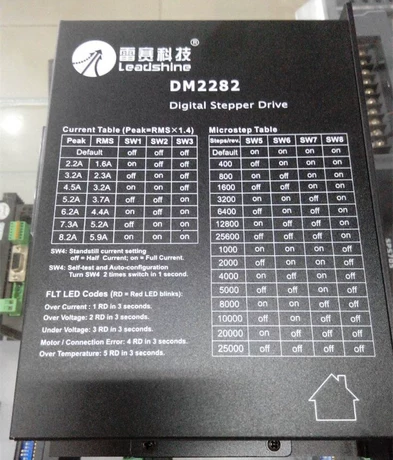 雷赛科技®
Leadshine
DM2282
Digital Stepper Drive
Current Table (Peak=RMS×1.4)
Peak RMS SW1 SW2 SW3
Default off off off
2.2A 1.6A on off off
3.2A 2.3A off on off
4.5A 3.2A on on off
5.2A 3.7A off off on
6.2A 4.4A on off on
7.3A 5.2A off on on
8.2A 5.9A on on on
SW4: Standstill current setting
off = Half Current; on = Full Current.
SW4: Self-test and Auto-configuration
Turn SW4 2 times switch in 1 second.
FLT LED Codes (RD = Red LED blinks):
Over Current : 1 RD in 3 seconds.
Over Voltage: 2 RD in 3 seconds.
Under Voltage: 3 RD in 3 seconds.
Motor / Connection Error: 4 RD in 3 seconds.
Over Temperature: 5 RD in 3 seconds.
Microstep Table
Steps/rev. SW5 SW6 SW7 SW8
Default on on on on
400 off on on on
800 on off on on
1600 off off on on
3200 on on off on
6400 off on off on
12800 on off off on
25600 off off off on
1000 on on on off
2000 off on on off
4000 on off on off
5000 off off on off
8000 on on off off
10000 off on off off
20000 on off off off
25000 off off off off